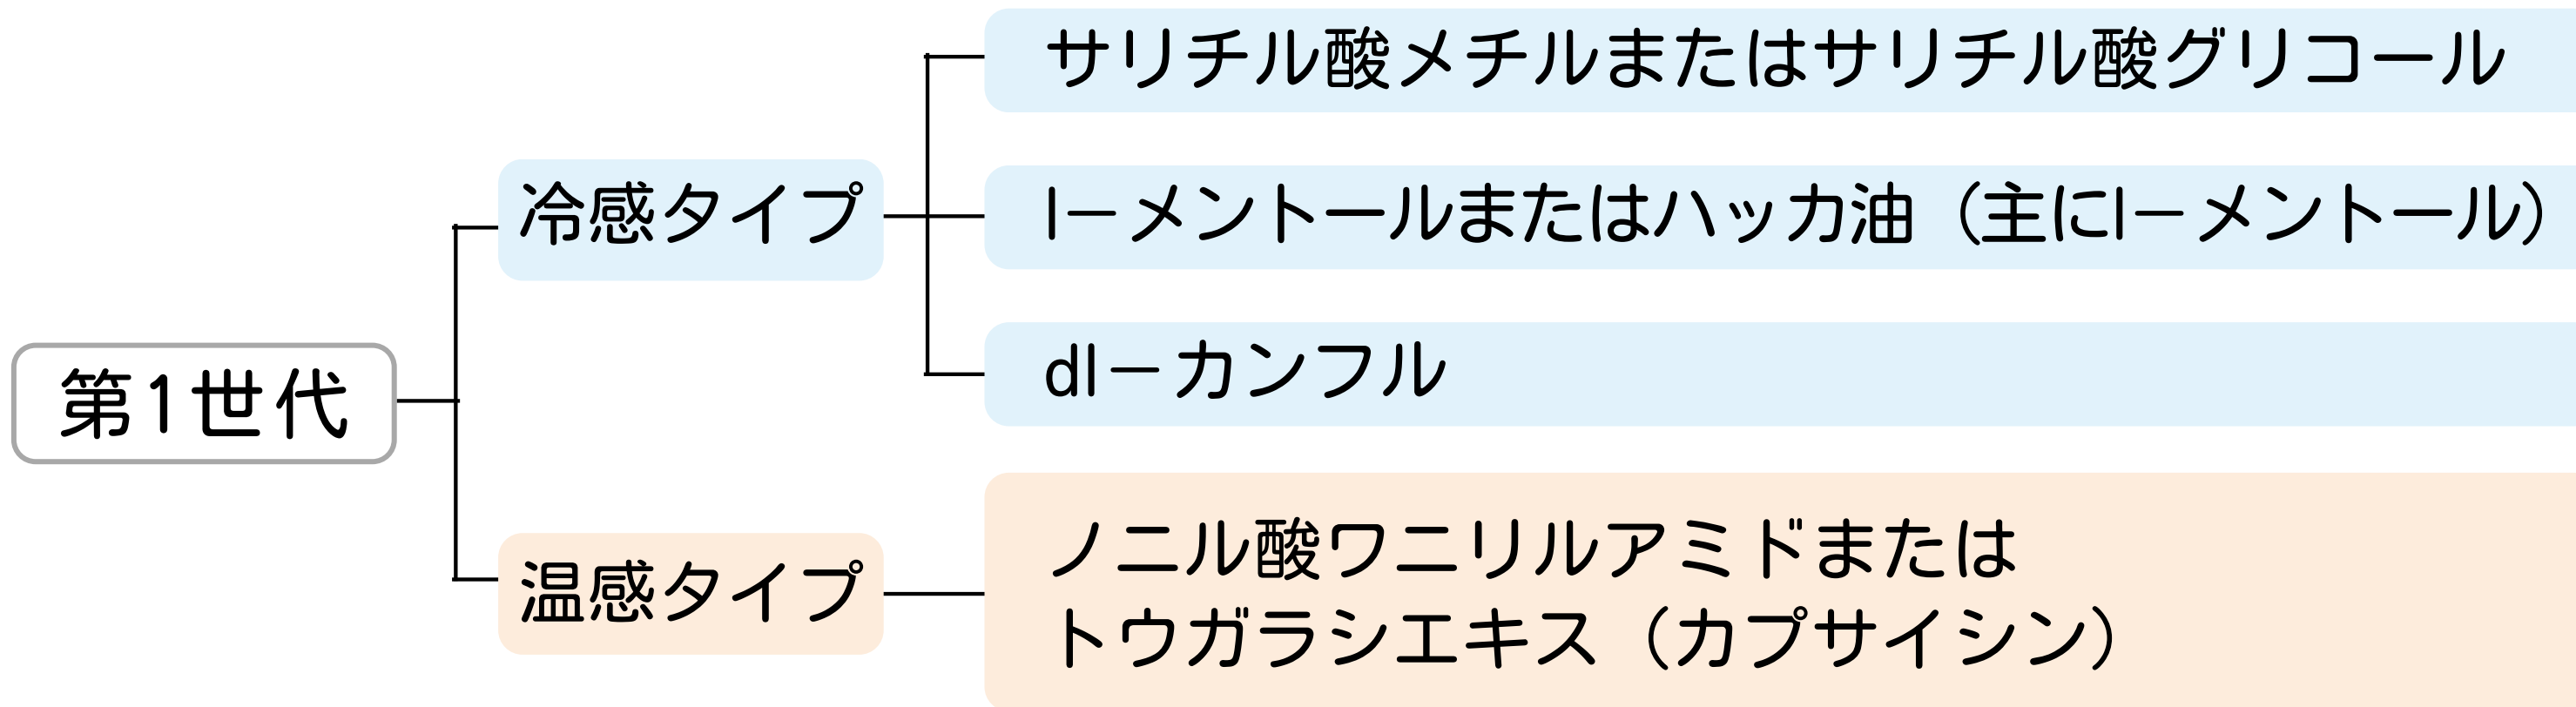 第1世代
冷感タイプ
サリチル酸メチルまたはサリチル酸グリコール
l－メントールまたはハッカ油（主にl－メントール）
dl－カンフル
温感タイプ
ノニル酸ワニリルアミドまたは
トウガラシエキス（カプサイシン）